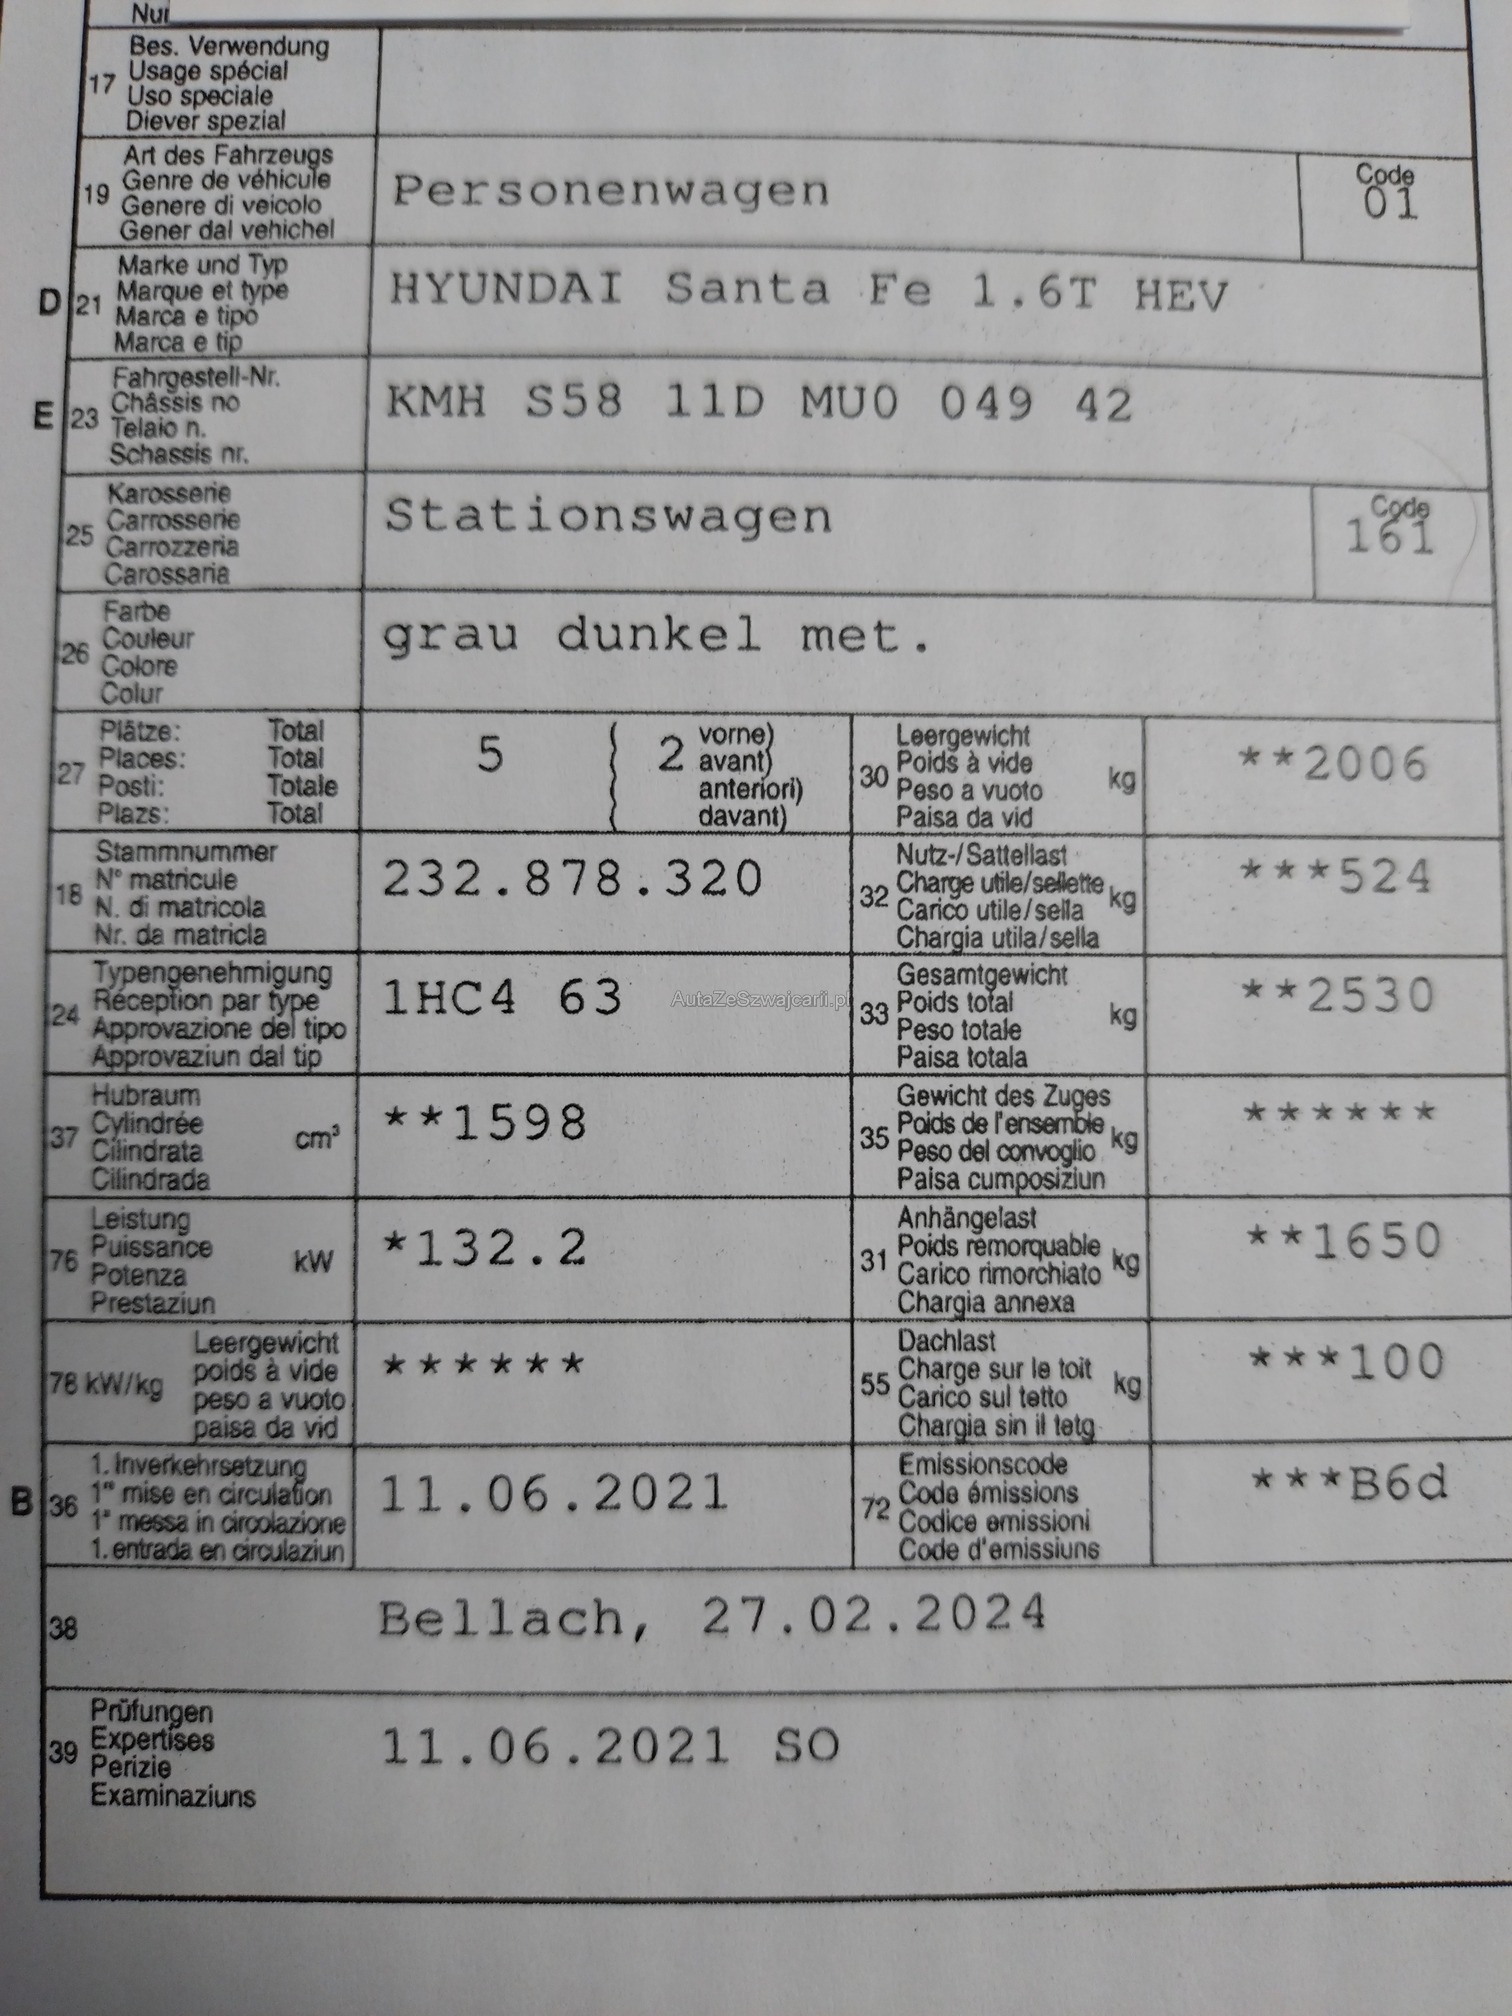 17 Bes. Verwendung
Usage spécial
Uso speciale
Diever spezial
19 Art des Fahrzeugs
Genre de véhicule
Genere di veicolo
Gener dal vehichel
Personenwagen
Code
01
D 21 Marke und Typ
Marque et type
Marca e tipo
Marca e tip
HYUNDAI Santa Fe 1.6T HEV
E 23 Fahrgestell-Nr.
Châssis no
Telaio n.
Schassis nr.
KMH S58 11D MU0 049 42
25 Karosserie
Carrosserie
Carrozzeria
Carossaria
Stationswagen
Code
161
26 Farbe
Couleur
Colore
Colur
grau dunkel met.
27 Plätze: Total
Places: Total
Posti: Totale
Plazs: Total
5 ( 2 vorne)
avant)
anteriori)
davant)
30 Leergewicht
Poids à vide
Peso a vuoto
Paisa da vid
kg
**2006
18 Stammnummer
N° matricule
N. di matricola
Nr. da matricla
232.878.320
32 Nutz-/Sattellast
Charge utile/sellette
Carico utile/sella
Chargia utila/sella
kg
***524
24 Typengenehmigung
Réception par type
Approvazione del tipo
Approvaziun dal tip
1HC4 63
AutaZeSzwajcarii.pl
33 Gesamtgewicht
Poids total
Peso totale
Paisa totala
kg
**2530
37 Hubraum
Cylindrée
Cilindrata
Cilindrada
cm³
**1598
35 Gewicht des Zuges
Poids de l'ensemble
Peso del convoglio
Paisa cumposiziun
kg
******
76 Leistung
Puissance
Potenza
Prestaziun
kW
*132.2
31 Anhängelast
Poids remorquable
Carico rimorchiato
Chargia annexa
kg
**1650
78 kW/kg Leergewicht
poids à vide
peso a vuoto
paisa da vid
******
55 Dachlast
Charge sur le toit
Carico sul tetto
Chargia sin il tetg
kg
***100
B 36 1. Inverkehrsetzung
1re mise en circulation
1a messa in circolazione
1. entrada en circulaziun
11.06.2021
72 Emissionscode
Code émissions
Codice emissioni
Code d'emissiuns
***B6d
38 Bellach, 27.02.2024
39 Prüfungen
Expertises
Perizie
Examinaziuns
11.06.2021 SO